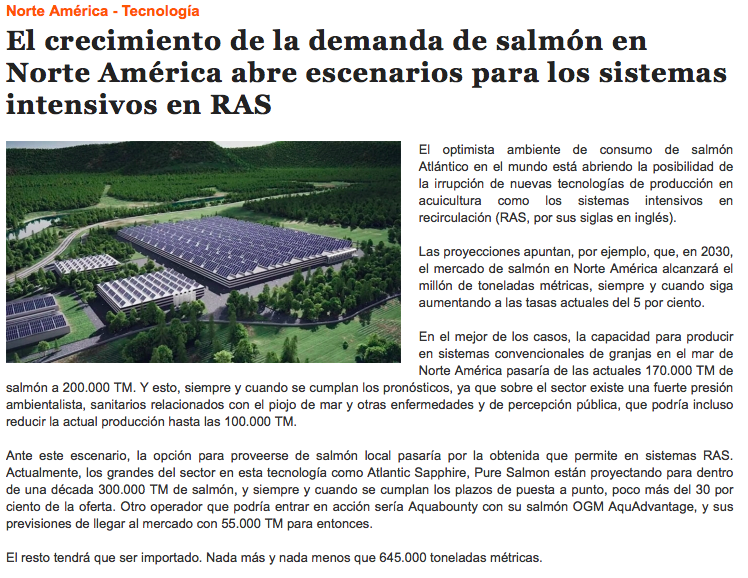 Norte América - Tecnología
El crecimiento de la demanda de salmón en
Norte América abre escenarios para los sistemas
intensivos en RAS
El optimista ambiente de consumo de salmón
Atlántico en el mundo está abriendo la posibilidad de
la irrupción de nuevas tecnologías de producción en
acuicultura como los sistemas intensivos en
recirculación (RAS, por sus siglas en inglés).
Las proyecciones apuntan, por ejemplo, que, en 2030,
el mercado de salmón en Norte América alcanzará el
millón de toneladas métricas, siempre y cuando siga
aumentando a las tasas actuales del 5 por ciento.
En el mejor de los casos, la capacidad para producir
en sistemas convencionales de granjas en el mar de
Norte América pasaría de las actuales 170.000 TM de
salmón a 200.000 TM. Y esto, siempre y cuando se cumplan los pronósticos, ya que sobre el sector existe una fuerte presión
ambientalista, sanitarios relacionados con el piojo de mar y otras enfermedades y de percepción pública, que podría incluso
reducir la actual producción hasta las 100.000 TM.
Ante este escenario, la opción para proveerse de salmón local pasaría por la obtenida que permite en sistemas RAS.
Actualmente, los grandes del sector en esta tecnología como Atlantic Sapphire, Pure Salmon están proyectando para dentro
de una década 300.000 TM de salmón, y siempre y cuando se cumplan los plazos de puesta a punto, poco más del 30 por
ciento de la oferta. Otro operador que podría entrar en acción sería Aquabounty con su salmón OGM AquAdvantage, y sus
previsiones de llegar al mercado con 55.000 TM para entonces.
El resto tendrá que ser importado. Nada más y nada menos que 645.000 toneladas métricas.